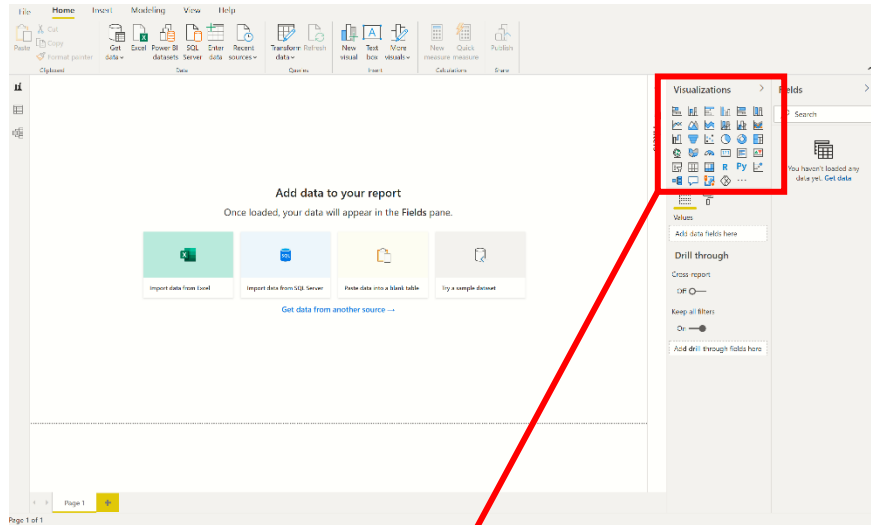 File Home Insert Modeling View Help
Paste
Cut
Copy
Format painter
Get data
Excel
Power BI datasets
SQL Server
Enter data
Recent sources
Transform data
Refresh
New visual
Text box
More visuals
New measure
Quick measure
Publish
Clipboard Data Queries Insert Calculations Share
Visualizations
Fields
Search
You haven't loaded any
data yet. Get data
Add data to your report
Once loaded, your data will appear in the Fields pane.
Import data from Excel
Import data from SQL Server
Paste data into a blank table
Try a sample dataset
Get data from another source →
R Py
Values
Add data fields here
Drill through
Cross-report
Off
Keep all filters
On
Add drill-through fields here
Page 1
Page 1 of 1